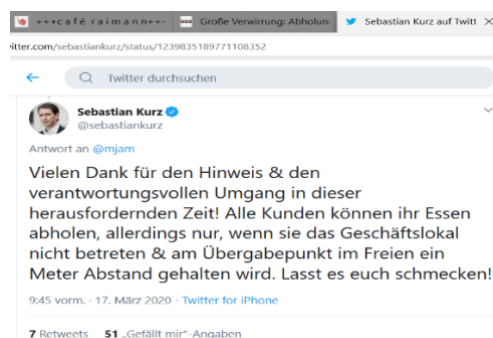 +++café raimann++·
Große Verwirrung: Abholun·
Sebastian Kurz auf Twitt
itter.com/sebastiankurz/status/1239835189771108352
Twitter durchsuchen
Sebastian Kurz
@sebastiankurz
Antwort an @mjam
Vielen Dank für den Hinweis & den
verantwortungsvollen Umgang in dieser
herausfordernden Zeit! Alle Kunden können ihr Essen
abholen, allerdings nur, wenn sie das Geschäftslokal
nicht betreten & am Übergabepunkt im Freien ein
Meter Abstand gehalten wird. Lasst es euch schmecken!
9:45 vorm. · 17. März 2020 · Twitter for iPhone
7 Retweets 51 „Gefällt mir“-Angaben